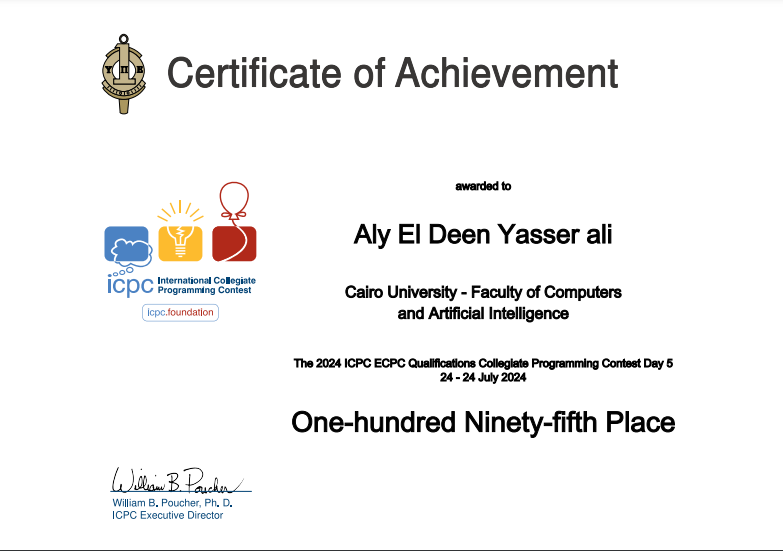 Certificate of Achievement
awarded to
Aly El Deen Yasser ali
Cairo University - Faculty of Computers
and Artificial Intelligence
The 2024 ICPC ECPC Qualifications Collegiate Programming Contest Day 5
24 - 24 July 2024
One-hundred Ninety-fifth Place
icpc International Collegiate
Programming Contest
icpc.foundation
William B. Poucher
William B. Poucher, Ph. D.
ICPC Executive Director